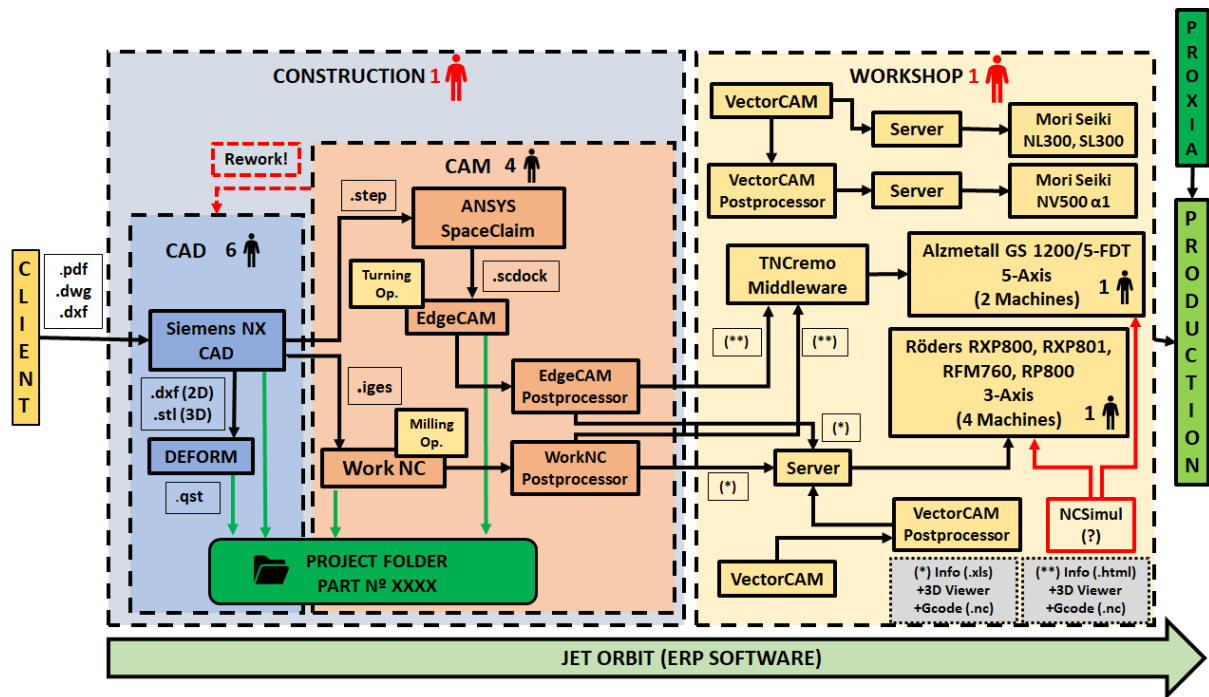 CLIENT
.pdf
.dwg
.dxf
CONSTRUCTION 1
Rework!
CAD 6
Siemens NX
CAD
.dxf (2D)
.stl (3D)
DEFORM
.qst
CAM 4
.step
ANSYS
SpaceClaim
.scdock
Turning
Op.
EdgeCAM
.iges
Milling
Op.
Work NC
EdgeCAM
Postprocessor
WorkNC
Postprocessor
PROJECT FOLDER
PART Nº XXXX
WORKSHOP 1
VectorCAM
Server
Mori Seiki
NL300, SL300
VectorCAM
Postprocessor
Server
Mori Seiki
NV500 α1
TNCremo
Middleware
Alzmetall GS 1200/5-FDT
5-Axis
(2 Machines) 1
(**)
(**)
Röders RXP800, RXP801,
RFM760, RP800
3-Axis
(4 Machines) 1
(*)
Server
(*)
VectorCAM
Postprocessor
VectorCAM
NCSimul
(?)
(*) Info (.xls)
+3D Viewer
+Gcode (.nc)
(**) Info (.html)
+3D Viewer
+Gcode (.nc)
PROXIA
PRODUCTION
JET ORBIT (ERP SOFTWARE)